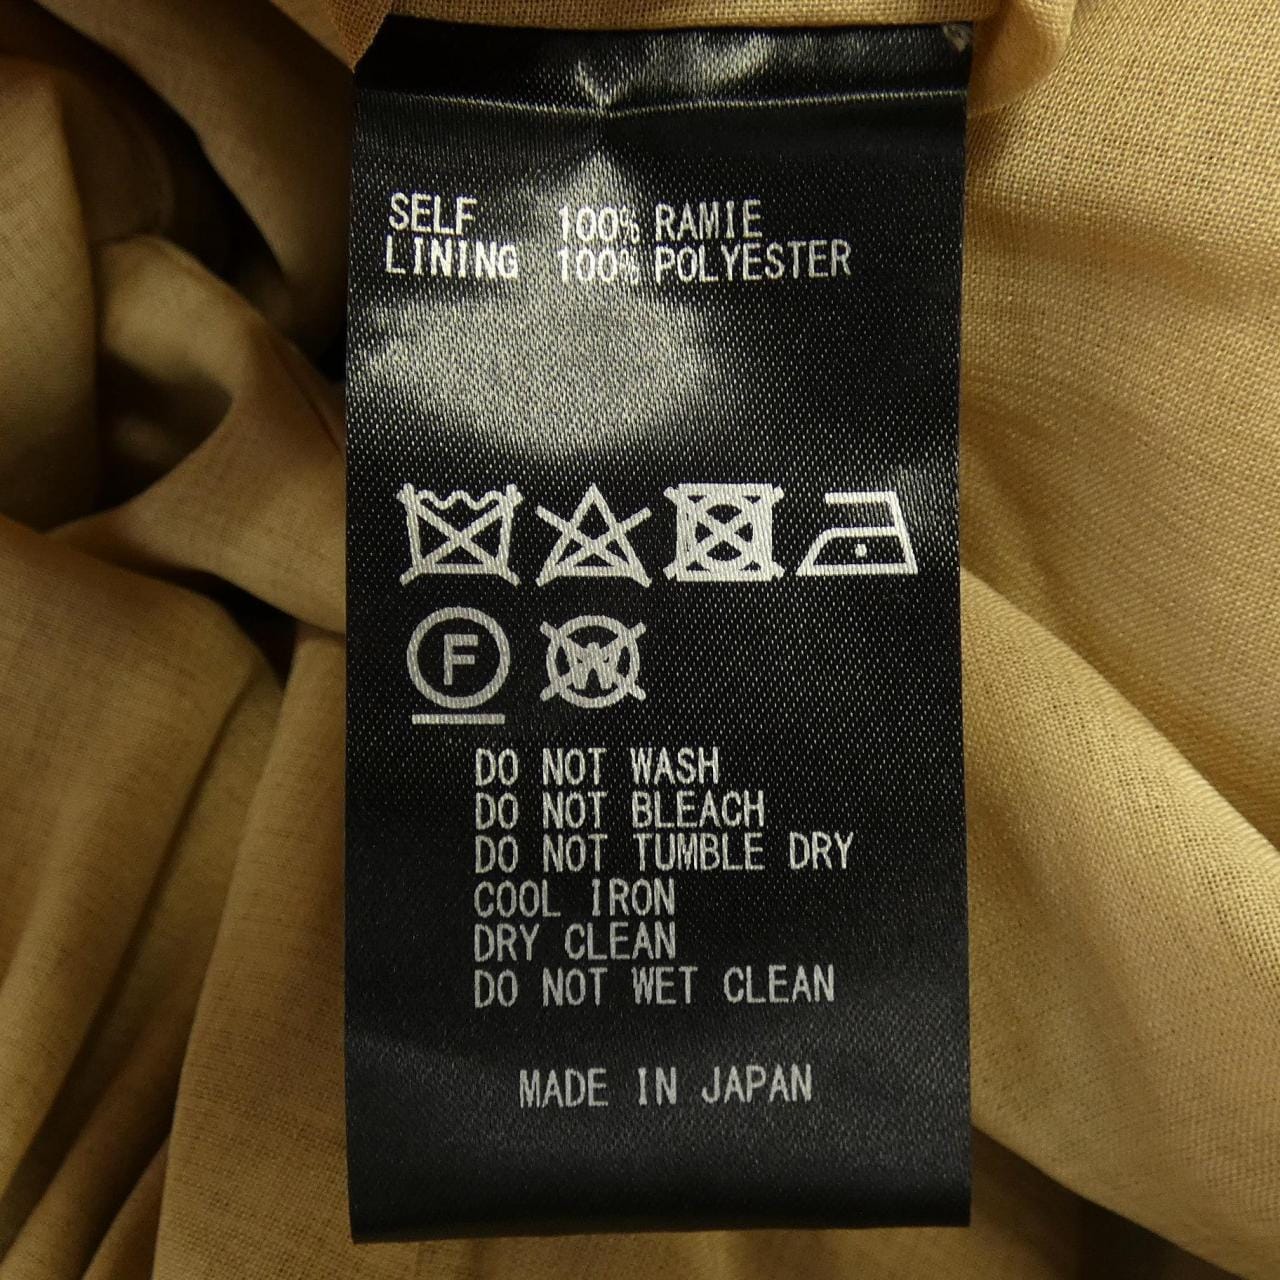 SELF 100% RAMIE
LINING 100% POLYESTER
F W
DO NOT WASH
DO NOT BLEACH
DO NOT TUMBLE DRY
COOL IRON
DRY CLEAN
DO NOT WET CLEAN
MADE IN JAPAN